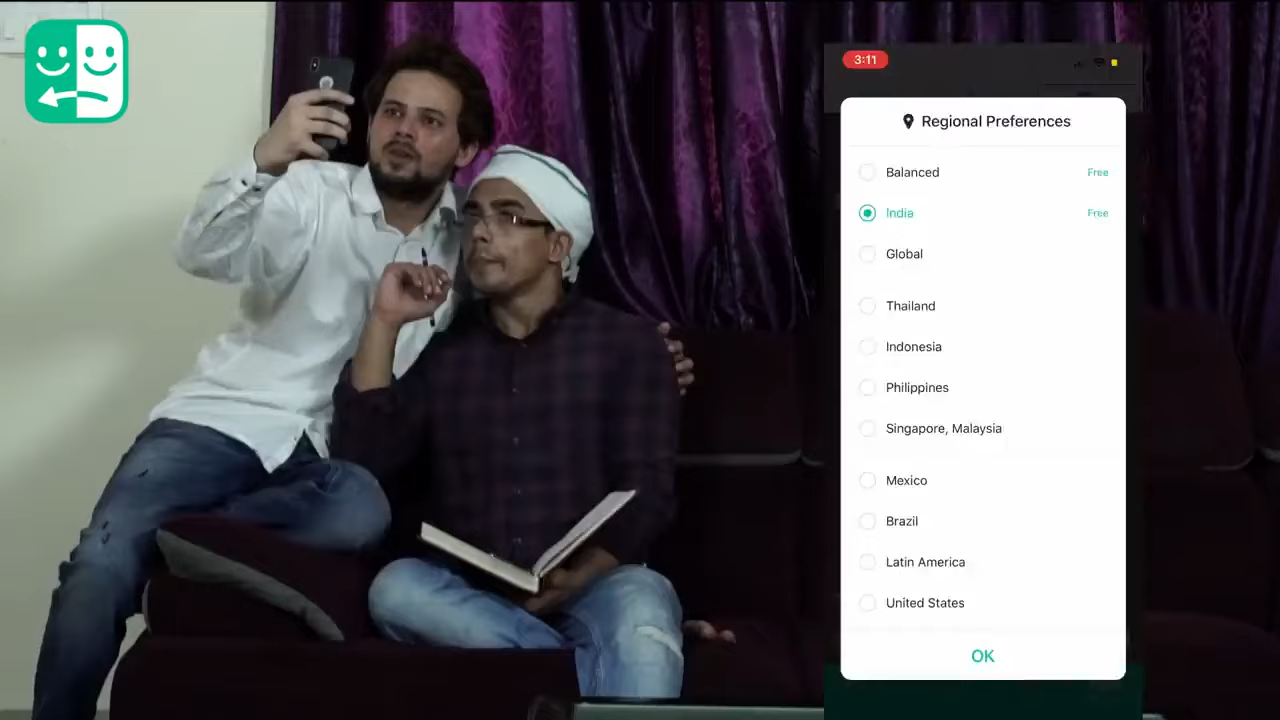 3:11
Regional Preferences
Balanced Free
India Free
Global
Thailand
Indonesia
Philippines
Singapore, Malaysia
Mexico
Brazil
Latin America
United States
OK